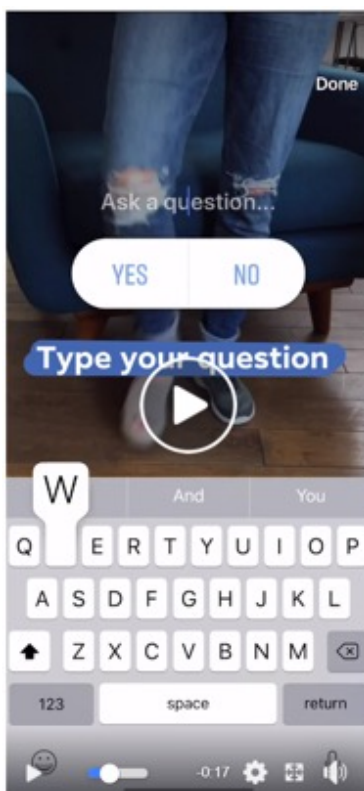 Done
Ask a question...
YES NO
Type your question
W And You
Q E R T Y U I O P
A S D F G H J K L
Z X C V B N M
123 space return
-0:17